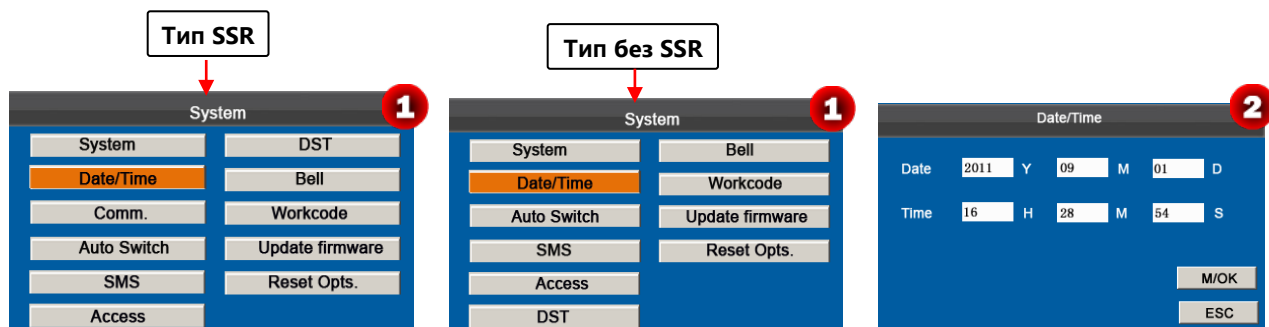 Тип SSR
System
1
System DST
Date/Time Bell
Comm. Workcode
Auto Switch Update firmware
SMS Reset Opts.
Access
Тип без SSR
System
1
System Bell
Date/Time Workcode
Auto Switch Update firmware
SMS Reset Opts.
Access
DST
Date/Time
2
Date 2011 Y 09 M 01 D
Time 16 H 28 M 54 S
M/OK
ESC